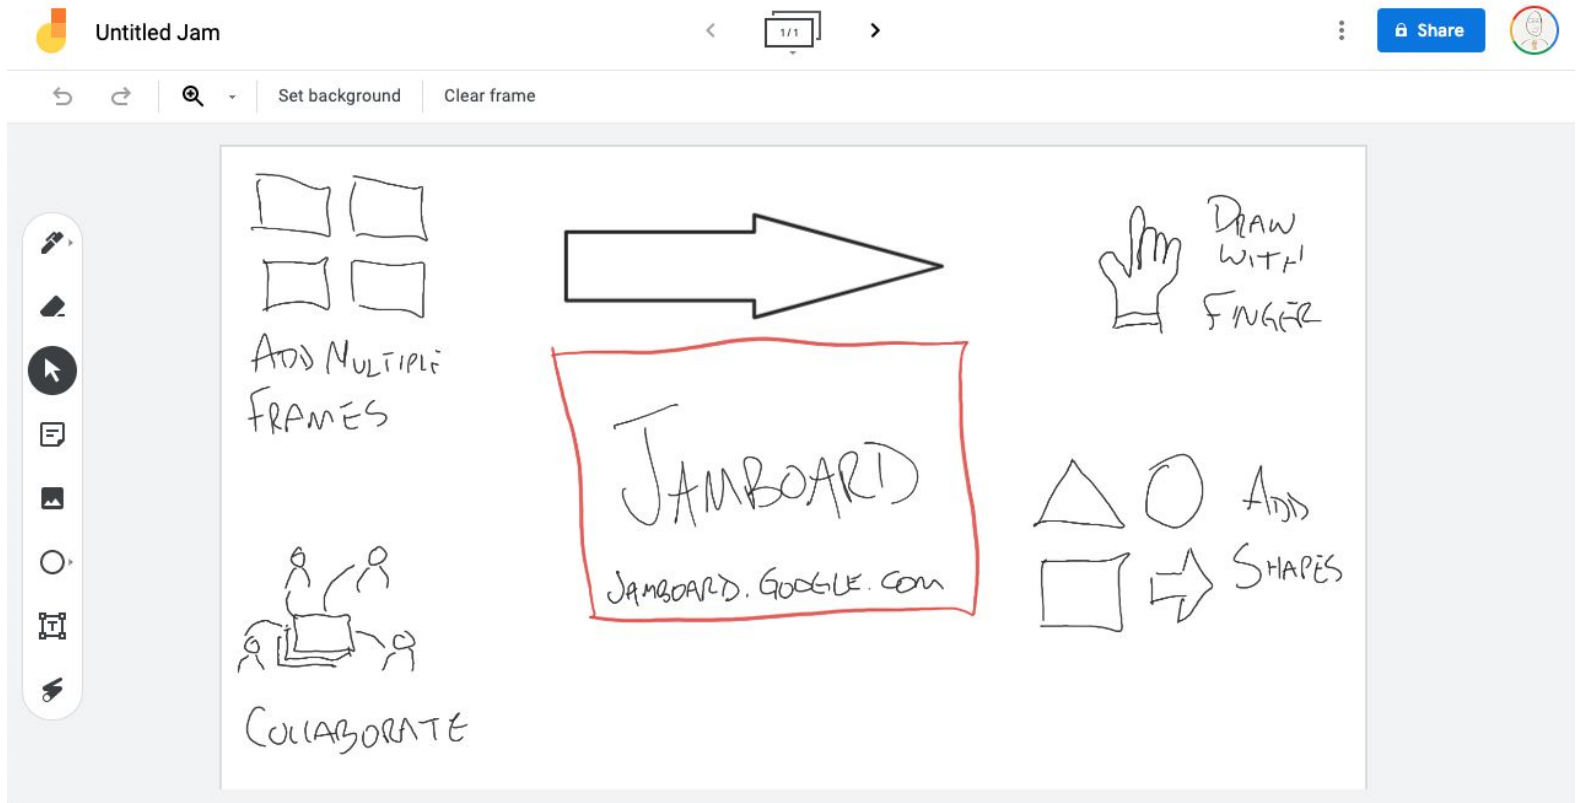 Untitled Jam
1/1
Share
Set background
Clear frame
ADD MULTIPLE
FRAMES
DRAW
WITH
FINGER
JAMBOARD
JAMBOARD.GOOGLE.COM
ADD
SHAPES
COLLABORATE
T